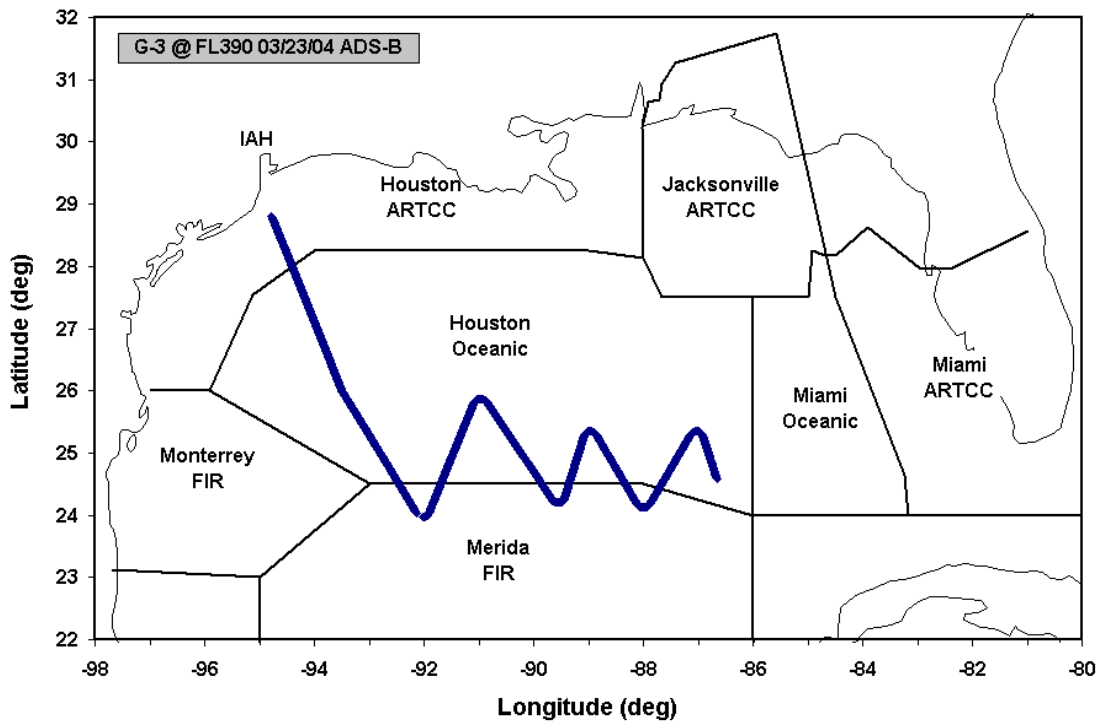 G-3 @ FL390 03/23/04 ADS-B
IAH
Houston
ARTCC
Jacksonville
ARTCC
Houston
Oceanic
Miami
Oceanic
Miami
ARTCC
Monterrey
FIR
Merida
FIR
Latitude (deg)
32
31
30
29
28
27
26
25
24
23
22
-98
-96
-94
-92
-90
-88
-86
-84
-82
-80
Longitude (deg)